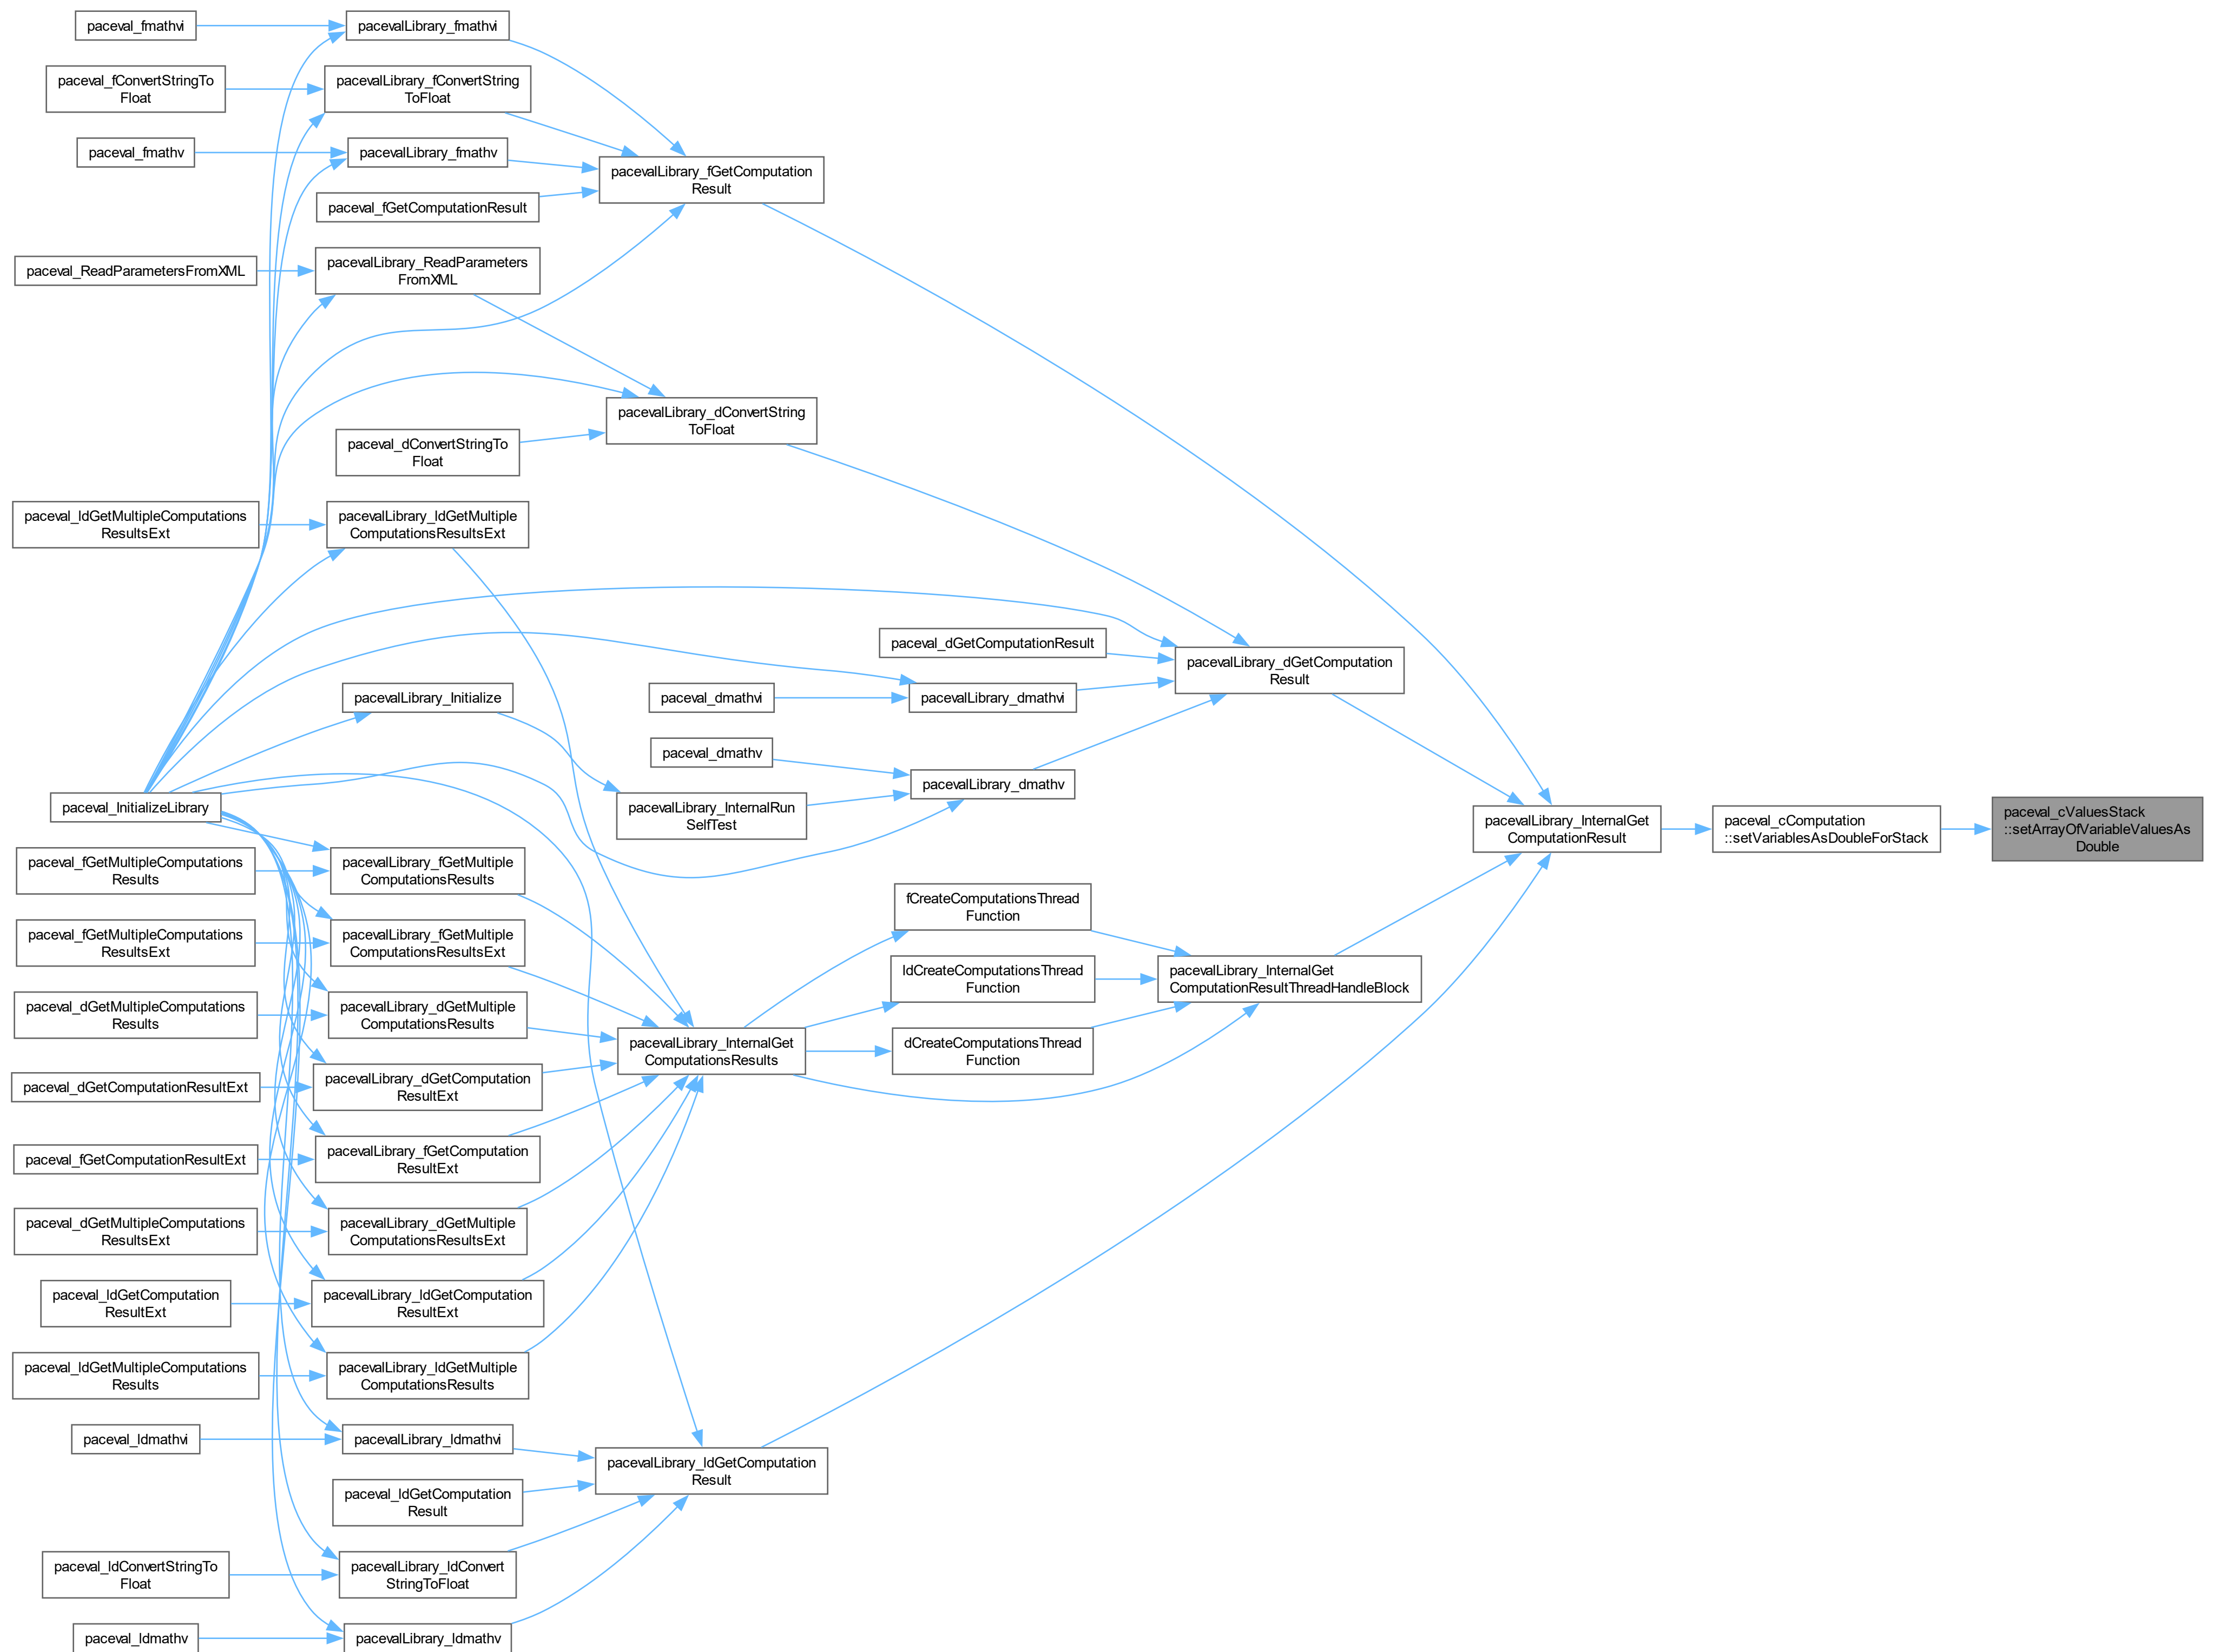 paceval_fmathvi
pacevalLibrary_fmathvi
paceval_fConvertStringTo
Float
pacevalLibrary_fConvertString
ToFloat
paceval_fmathv
pacevalLibrary_fmathv
pacevalLibrary_fGetComputation
Result
paceval_fGetComputationResult
paceval_ReadParametersFromXML
pacevalLibrary_ReadParameters
FromXML
pacevalLibrary_dConvertString
ToFloat
paceval_dConvertStringTo
Float
paceval_ldGetMultipleComputations
ResultsExt
pacevalLibrary_ldGetMultiple
ComputationsResultsExt
paceval_dGetComputationResult
pacevalLibrary_dGetComputation
Result
pacevalLibrary_Initialize
paceval_dmathvi
pacevalLibrary_dmathvi
paceval_dmathv
pacevalLibrary_dmathv
paceval_InitializeLibrary
pacevalLibrary_InternalRun
SelfTest
pacevalLibrary_InternalGet
ComputationResult
paceval_cComputation
::setVariablesAsDoubleForStack
paceval_cValuesStack
::setArrayOfVariableValuesAs
Double
paceval_fGetMultipleComputations
Results
pacevalLibrary_fGetMultiple
ComputationsResults
fCreateComputationsThread
Function
paceval_fGetMultipleComputations
ResultsExt
pacevalLibrary_fGetMultiple
ComputationsResultsExt
ldCreateComputationsThread
Function
pacevalLibrary_InternalGet
ComputationResultThreadHandleBlock
paceval_dGetMultipleComputations
Results
pacevalLibrary_dGetMultiple
ComputationsResults
pacevalLibrary_InternalGet
ComputationsResults
dCreateComputationsThread
Function
paceval_dGetComputationResultExt
pacevalLibrary_dGetComputation
ResultExt
paceval_fGetComputationResultExt
pacevalLibrary_fGetComputation
ResultExt
paceval_dGetMultipleComputations
ResultsExt
pacevalLibrary_dGetMultiple
ComputationsResultsExt
paceval_ldGetComputation
ResultExt
pacevalLibrary_ldGetComputation
ResultExt
paceval_ldGetMultipleComputations
Results
pacevalLibrary_ldGetMultiple
ComputationsResults
paceval_ldmathvi
pacevalLibrary_ldmathvi
pacevalLibrary_ldGetComputation
Result
paceval_ldGetComputation
Result
paceval_ldConvertStringTo
Float
pacevalLibrary_ldConvert
StringToFloat
paceval_ldmathv
pacevalLibrary_ldmathv